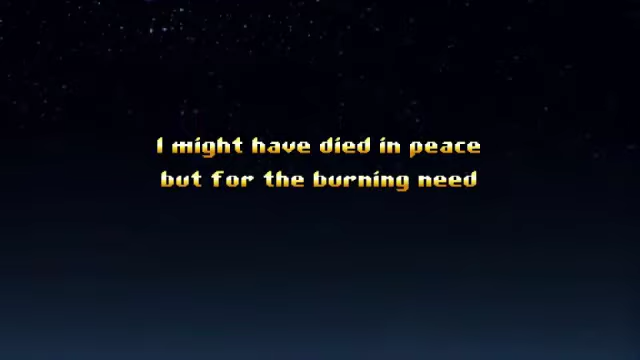 I might have died in peace
but for the burning need